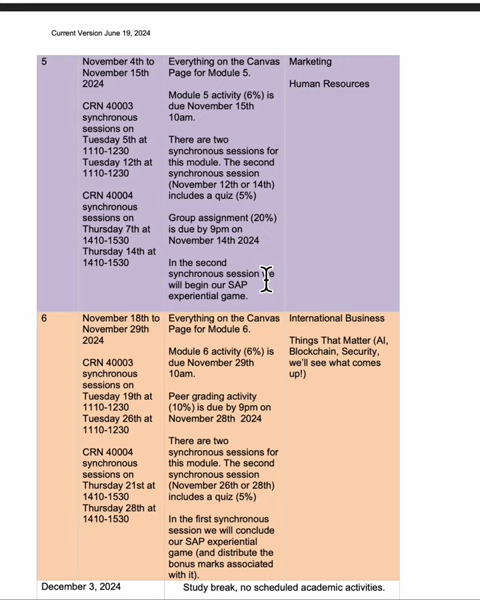 Current Version June 19, 2024
5
November 4th to
November 15th
2024
CRN 40003
synchronous
sessions on
Tuesday 5th at
1110-1230
Tuesday 12th at
1110-1230
CRN 40004
synchronous
sessions on
Thursday 7th at
1410-1530
Thursday 14th at
1410-1530
Everything on the Canvas
Page for Module 5.
Module 5 activity (6%) is
due November 15th
10am.
There are two
synchronous sessions for
this module. The second
synchronous session
(November 12th or 14th)
includes a quiz (5%)
Group assignment (20%)
is due by 9pm on
November 14th 2024
In the second
synchronous session we
will begin our SAP
experiential game.
Marketing
Human Resources
6
November 18th to
November 29th
2024
CRN 40003
synchronous
sessions on
Tuesday 19th at
1110-1230
Tuesday 26th at
1110-1230
CRN 40004
synchronous
sessions on
Thursday 21st at
1410-1530
Thursday 28th at
1410-1530
Everything on the Canvas
Page for Module 6.
Module 6 activity (6%) is
due November 29th
10am.
Peer grading activity
(10%) is due by 9pm on
November 28th 2024
There are two
synchronous sessions for
this module. The second
synchronous session
(November 26th or 28th)
includes a quiz (5%)
In the first synchronous
session we will conclude
our SAP experiential
game (and distribute the
bonus marks associated
with it).
International Business
Things That Matter (AI,
Blockchain, Security,
we'll see what comes
up!)
December 3, 2024
Study break, no scheduled academic activities.